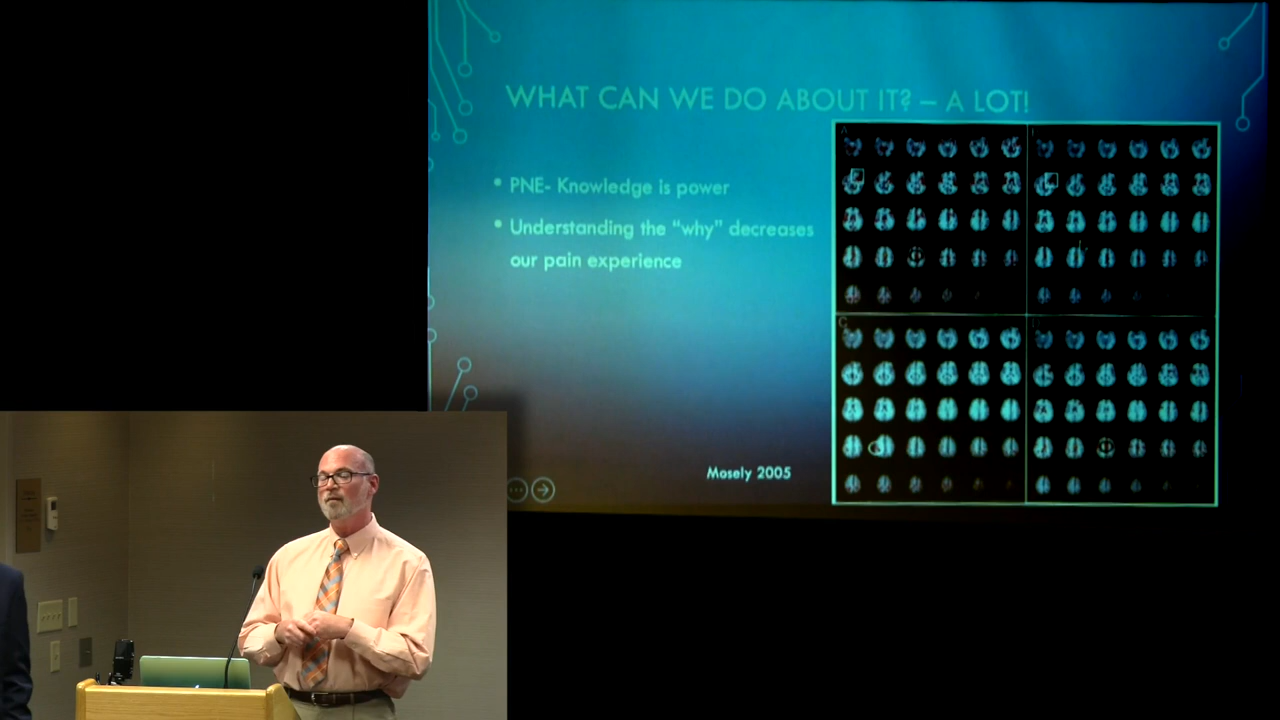 WHAT CAN WE DO ABOUT IT? – A LOT!
• PNE- Knowledge is power
• Understanding the “why” decreases
our pain experience
Mosely 2005